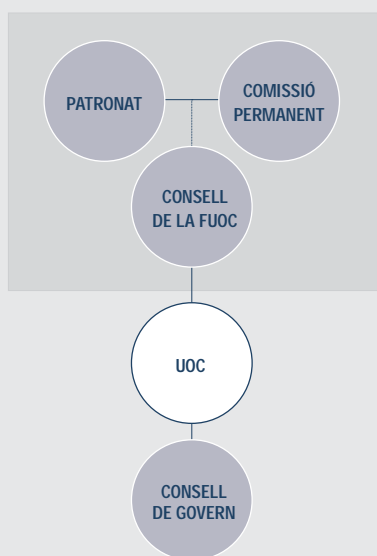 PATRONAT
COMISSIÓ
PERMANENT
CONSELL
DE LA FUOC
UOC
CONSELL
DE GOVERN